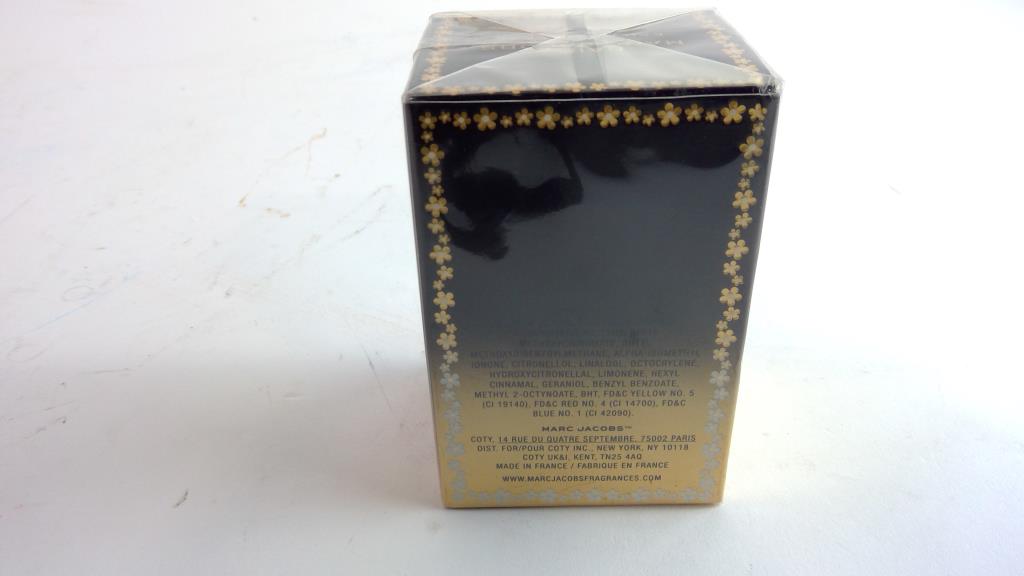 METHOXYDIBENZOYLMETHANE, ALPHA-ISOMETHYL
IONONE, CITRONELLOL, LINALOOL, OCTOCRYLENE,
HYDROXYCITRONELLAL, LIMONENE, HEXYL
CINNAMAL, GERANIOL, BENZYL BENZOATE,
METHYL 2-OCTYNOATE, BHT, FD&C YELLOW NO. 5
(CI 19140), FD&C RED NO. 4 (CI 14700), FD&C
BLUE NO. 1 (CI 42090).
MARC JACOBS™
COTY, 14 RUE DU QUATRE SEPTEMBRE, 75002 PARIS
DIST. FOR/POUR COTY INC., NEW YORK, NY 10118
COTY UK&I, KENT, TN25 4AQ
MADE IN FRANCE / FABRIQUE EN FRANCE
WWW.MARCJACOBSFRAGRANCES.COM